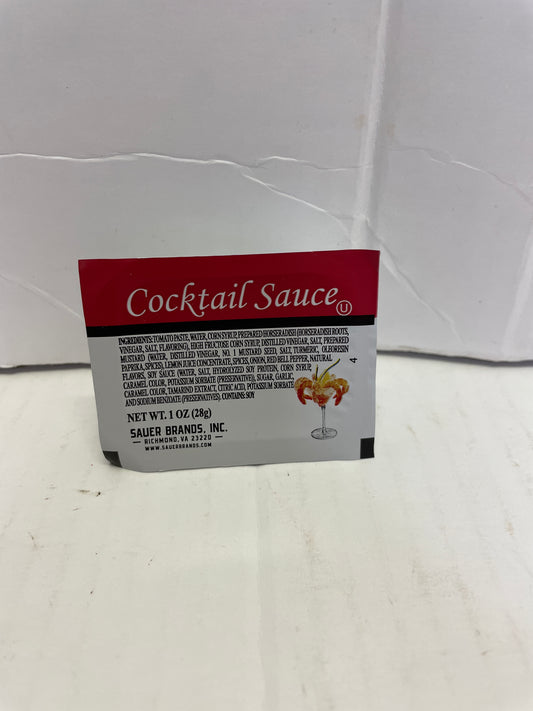 Cocktail Sauce
U
INGREDIENTS: TOMATO PASTE, WATER, CORN SYRUP, PREPARED HORSERADISH (HORSERADISH ROOTS,
VINEGAR, SALT, FLAVORING), HIGH FRUCTOSE CORN SYRUP, DISTILLED VINEGAR, SALT, PREPARED
MUSTARD (WATER, DISTILLED VINEGAR, NO. 1 MUSTARD SEED, SALT, TURMERIC, OLEORESIN
PAPRIKA, SPICES), LEMON JUICE CONCENTRATE, SPICES, ONION, RED BELL PEPPER, NATURAL
FLAVORS, SOY SAUCE (WATER, SALT, HYDROLYZED SOY PROTEIN, CORN SYRUP,
CARAMEL COLOR, POTASSIUM SORBATE (PRESERVATIVE), SUGAR, GARLIC,
CARAMEL COLOR, TAMARIND EXTRACT, CITRIC ACID, POTASSIUM SORBATE
AND SODIUM BENZOATE (PRESERVATIVES). CONTAINS: SOY
4
NET WT. 1 OZ (28g)
SAUER BRANDS, INC.
RICHMOND, VA 23220
WWW.SAUERBRANDS.COM